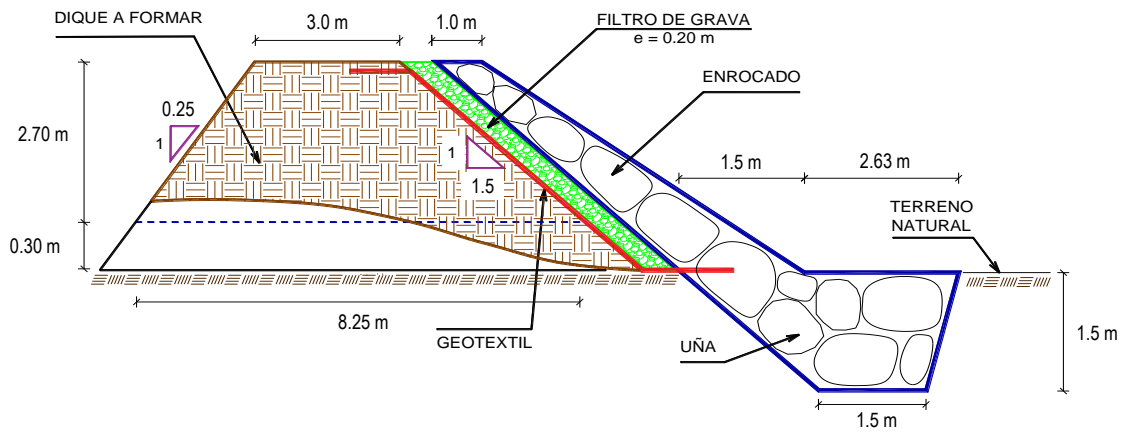 DIQUE A FORMAR
3.0 m
1.0 m
FILTRO DE GRAVA
e = 0.20 m
ENROCADO
0.25
1
2.70 m
1
1.5
1.5 m
2.63 m
TERRENO
NATURAL
0.30 m
8.25 m
GEOTEXTIL
UÑA
1.5 m
1.5 m